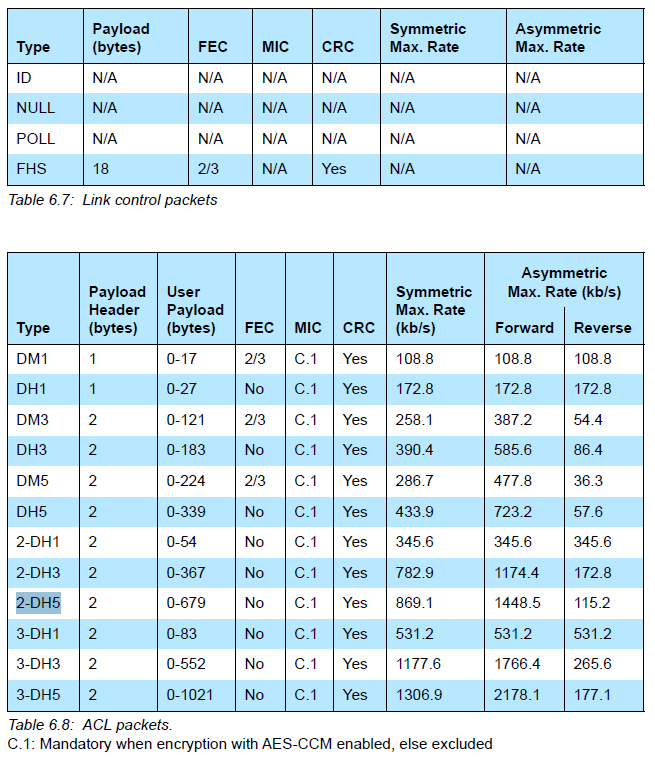 Type Payload (bytes) FEC MIC CRC Symmetric Max. Rate Asymmetric Max. Rate
ID N/A N/A N/A N/A N/A N/A
NULL N/A N/A N/A N/A N/A N/A
POLL N/A N/A N/A N/A N/A N/A
FHS 18 2/3 N/A Yes N/A N/A
Table 6.7: Link control packets
Type Payload Header (bytes) User Payload (bytes) FEC MIC CRC Symmetric Max. Rate (kb/s) Asymmetric Max. Rate (kb/s)
Forward Reverse
DM1 1 0-17 2/3 C.1 Yes 108.8 108.8 108.8
DH1 1 0-27 No C.1 Yes 172.8 172.8 172.8
DM3 2 0-121 2/3 C.1 Yes 258.1 387.2 54.4
DH3 2 0-183 No C.1 Yes 390.4 585.6 86.4
DM5 2 0-224 2/3 C.1 Yes 286.7 477.8 36.3
DH5 2 0-339 No C.1 Yes 433.9 723.2 57.6
2-DH1 2 0-54 No C.1 Yes 345.6 345.6 345.6
2-DH3 2 0-367 No C.1 Yes 782.9 1174.4 172.8
2-DH5 2 0-679 No C.1 Yes 869.1 1448.5 115.2
3-DH1 2 0-83 No C.1 Yes 531.2 531.2 531.2
3-DH3 2 0-552 No C.1 Yes 1177.6 1766.4 265.6
3-DH5 2 0-1021 No C.1 Yes 1306.9 2178.1 177.1
Table 6.8: ACL packets.
C.1: Mandatory when encryption with AES-CCM enabled, else excluded